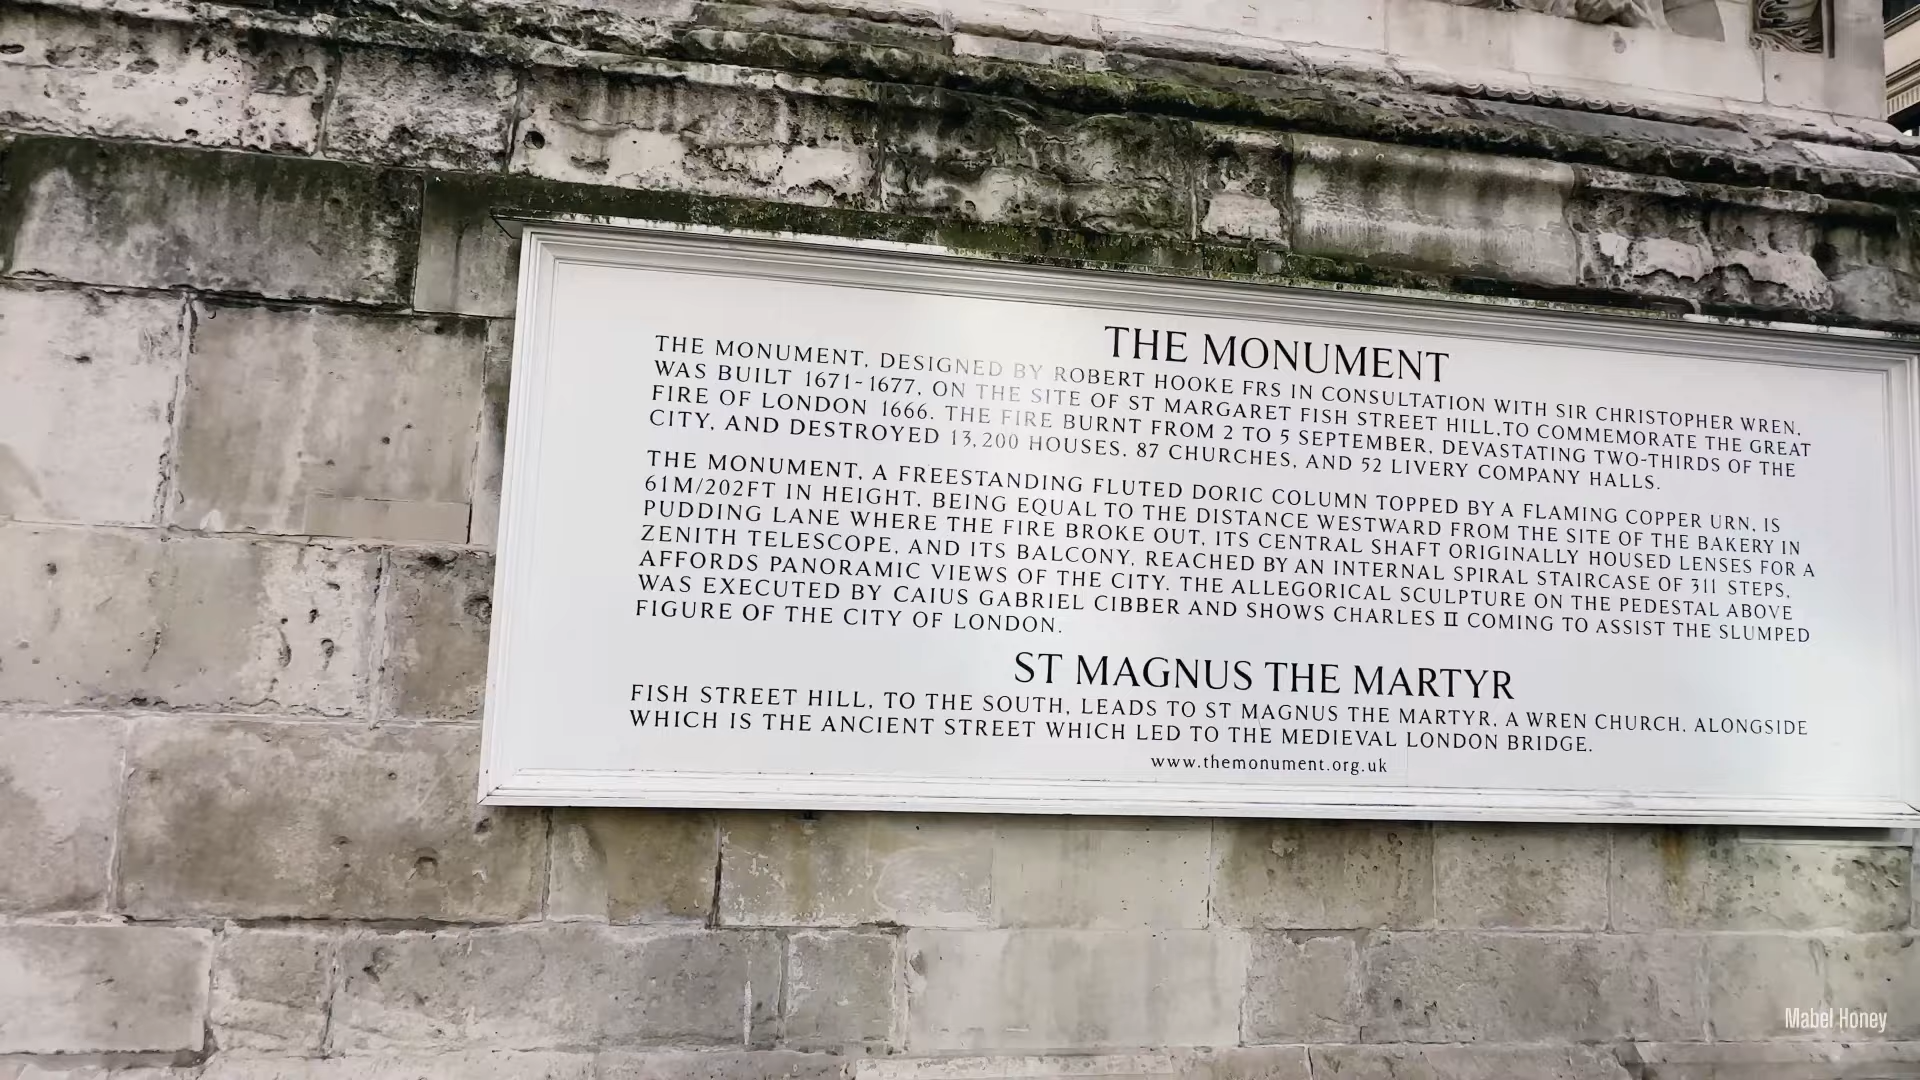 THE MONUMENT
THE MONUMENT, DESIGNED BY ROBERT HOOKE FRS IN CONSULTATION WITH SIR CHRISTOPHER WREN,
WAS BUILT 1671-1677, ON THE SITE OF ST MARGARET FISH STREET HILL, TO COMMEMORATE THE GREAT
FIRE OF LONDON 1666. THE FIRE BURNT FROM 2 TO 5 SEPTEMBER, DEVASTATING TWO-THIRDS OF THE
CITY, AND DESTROYED 13,200 HOUSES, 87 CHURCHES, AND 52 LIVERY COMPANY HALLS.
THE MONUMENT, A FREESTANDING FLUTED DORIC COLUMN TOPPED BY A FLAMING COPPER URN, IS
61M/202FT IN HEIGHT, BEING EQUAL TO THE DISTANCE WESTWARD FROM THE SITE OF THE BAKERY IN
PUDDING LANE WHERE THE FIRE BROKE OUT. ITS CENTRAL SHAFT ORIGINALLY HOUSED LENSES FOR A
ZENITH TELESCOPE, AND ITS BALCONY, REACHED BY AN INTERNAL SPIRAL STAIRCASE OF 311 STEPS,
AFFORDS PANORAMIC VIEWS OF THE CITY. THE ALLEGORICAL SCULPTURE ON THE PEDESTAL ABOVE
WAS EXECUTED BY CAIUS GABRIEL CIBBER AND SHOWS CHARLES II COMING TO ASSIST THE SLUMPED
FIGURE OF THE CITY OF LONDON.
ST MAGNUS THE MARTYR
FISH STREET HILL, TO THE SOUTH, LEADS TO ST MAGNUS THE MARTYR, A WREN CHURCH, ALONGSIDE
WHICH IS THE ANCIENT STREET WHICH LED TO THE MEDIEVAL LONDON BRIDGE.
www.themonument.org.uk
Mabel Honey